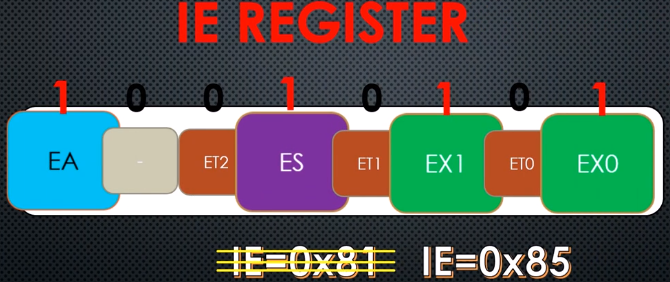 IE REGISTER
1 0 0 1 0 1 0 1
EA - ET2 ES ET1 EX1 ET0 EX0
IE=0x81 IE=0x85